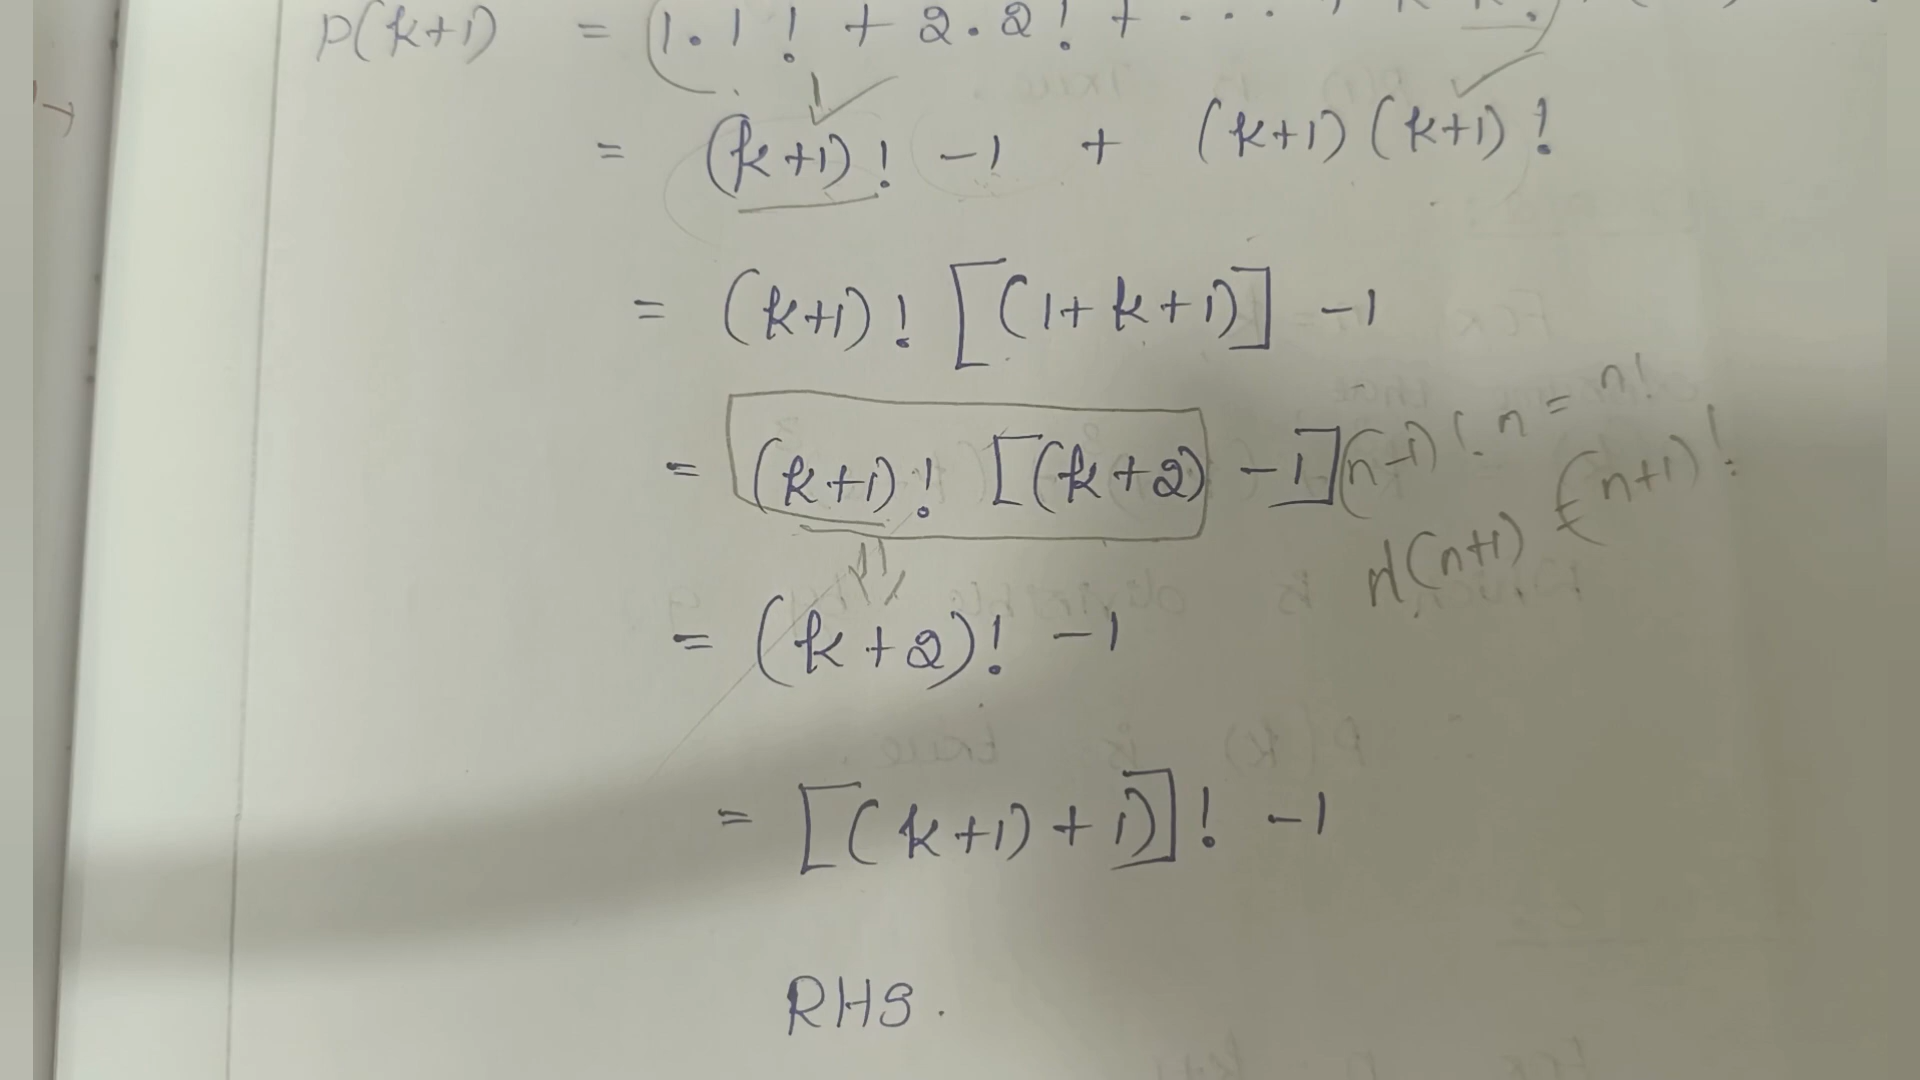 P(k+1) = (1.1! + 2.2! + ...
= (k+1)! -1 + (k+1)(k+1)!
= (k+1)! [(1+k+1)] -1
= (k+1)! [(k+2) -1]
(n-1)! n = n!
n!(n+1) = (n+1)!
= (k+2)! -1
= [(k+1)+1)]! -1
RHS.